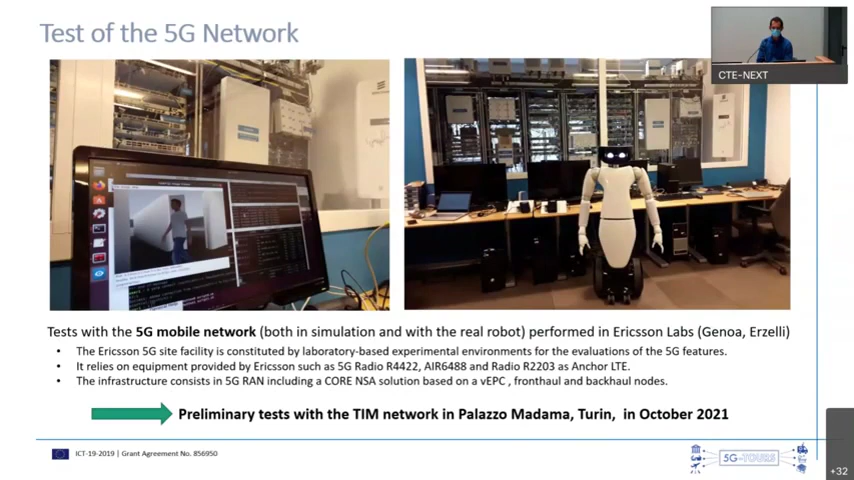 Test of the 5G Network
CTE-NEXT
Tests with the 5G mobile network (both in simulation and with the real robot) performed in Ericsson Labs (Genoa, Erzelli)
• The Ericsson 5G site facility is constituted by laboratory-based experimental environments for the evaluations of the 5G features.
• It relies on equipment provided by Ericsson such as 5G Radio R4422, AIR6488 and Radio R2203 as Anchor LTE.
• The infrastructure consists in 5G RAN including a CORE NSA solution based on a vEPC , fronthaul and backhaul nodes.
Preliminary tests with the TIM network in Palazzo Madama, Turin, in October 2021
ICT-19-2019 | Grant Agreement No. 856950
5G-TOURS
+32